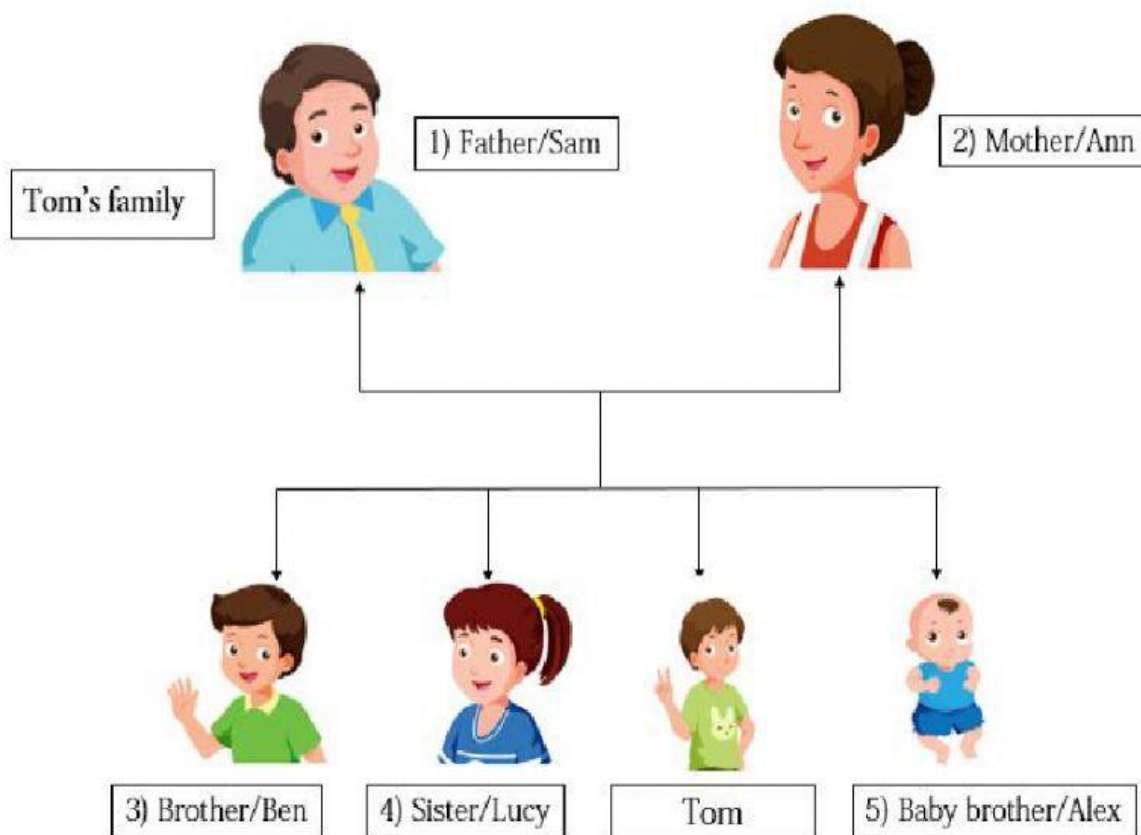 1) Father/Sam
2) Mother/Ann
Tom's family
3) Brother/Ben
4) Sister/Lucy
Tom
5) Baby brother/Alex